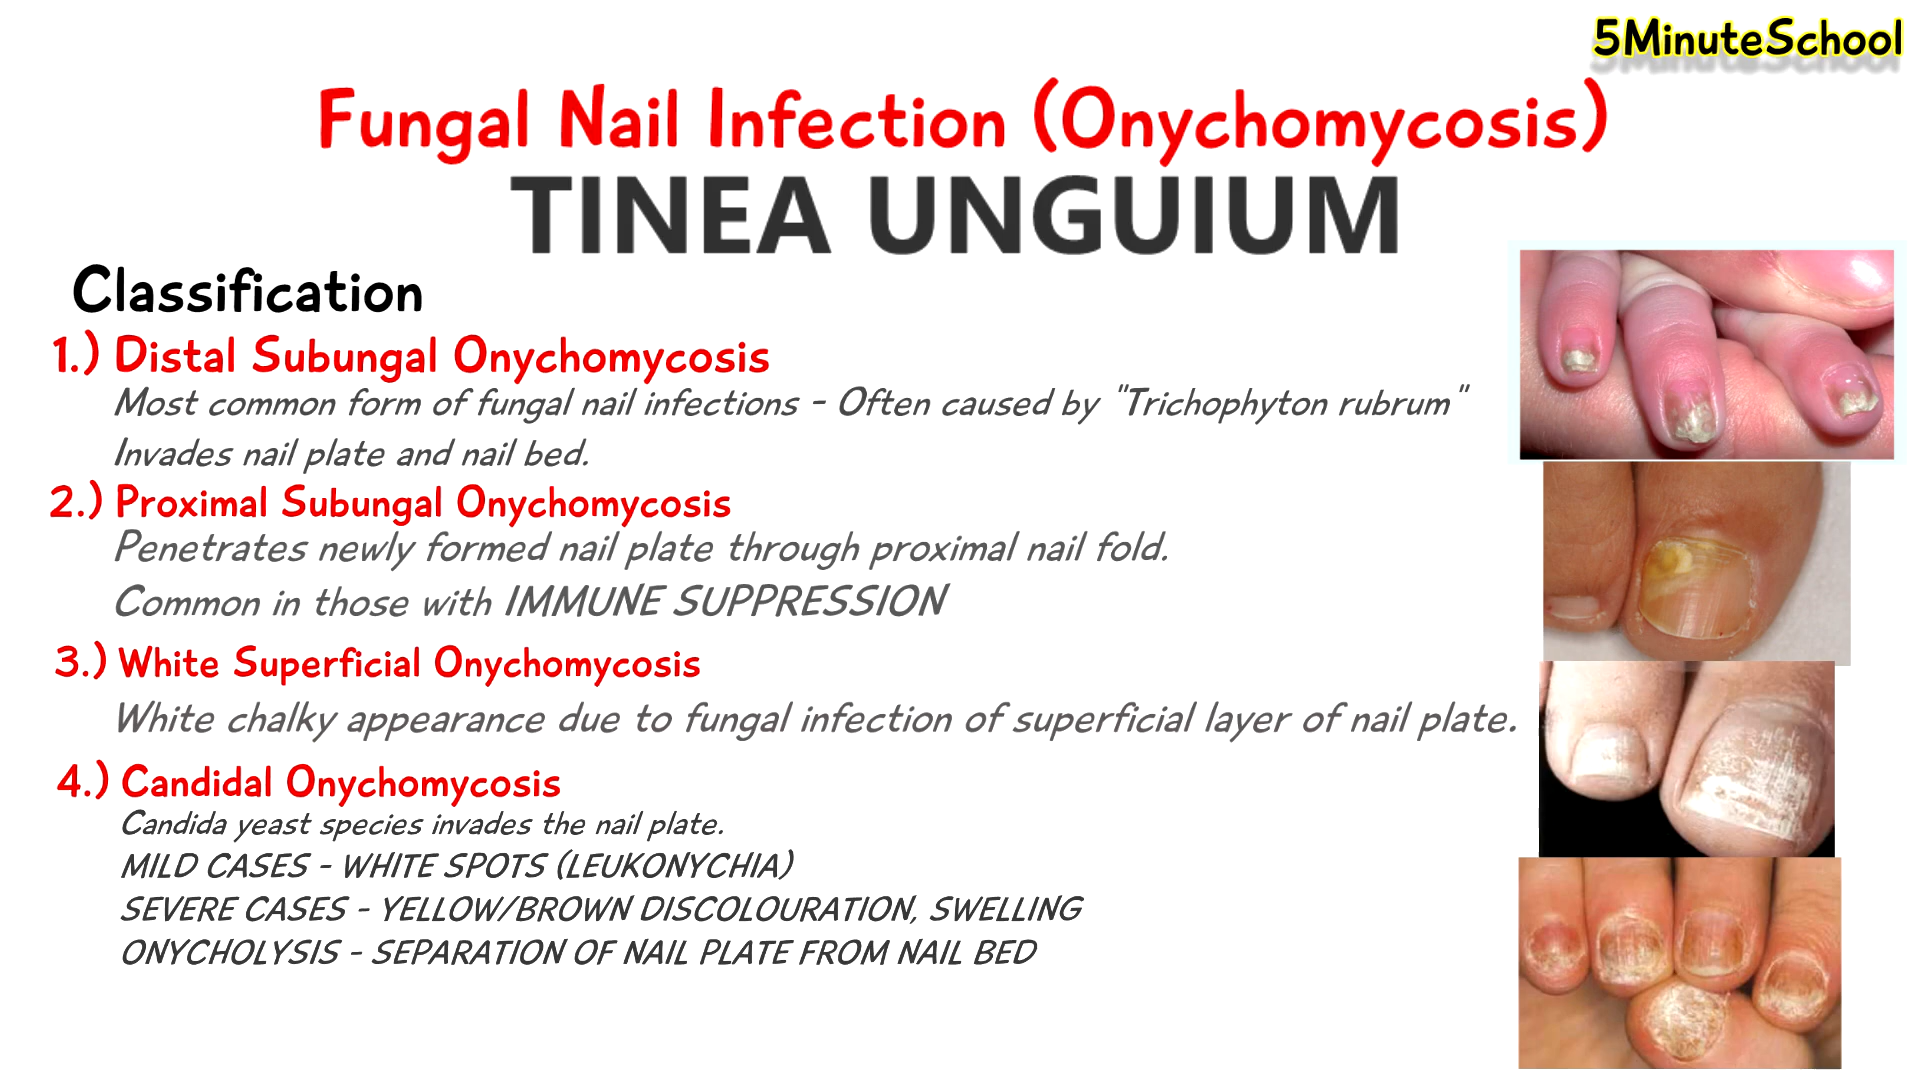 5MinuteSchool
Fungal Nail Infection (Onychomycosis)
TINEA UNGUIUM
Classification
1.) Distal Subungal Onychomycosis
Most common form of fungal nail infections - Often caused by "Trichophyton rubrum"
Invades nail plate and nail bed.
2.) Proximal Subungal Onychomycosis
Penetrates newly formed nail plate through proximal nail fold.
Common in those with IMMUNE SUPPRESSION
3.) White Superficial Onychomycosis
White chalky appearance due to fungal infection of superficial layer of nail plate.
4.) Candidal Onychomycosis
Candida yeast species invades the nail plate.
MILD CASES - WHITE SPOTS (LEUKONYCHIA)
SEVERE CASES - YELLOW/BROWN DISCOLOURATION, SWELLING
ONYCHOLYSIS - SEPARATION OF NAIL PLATE FROM NAIL BED